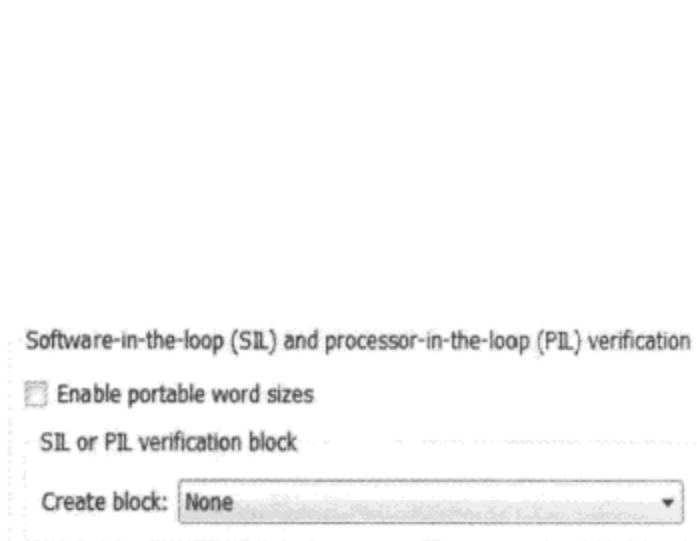 Software-in-the-loop (SIL) and processor-in-the-loop (PIL) verification
Enable portable word sizes
SIL or PIL verification block
Create block: None